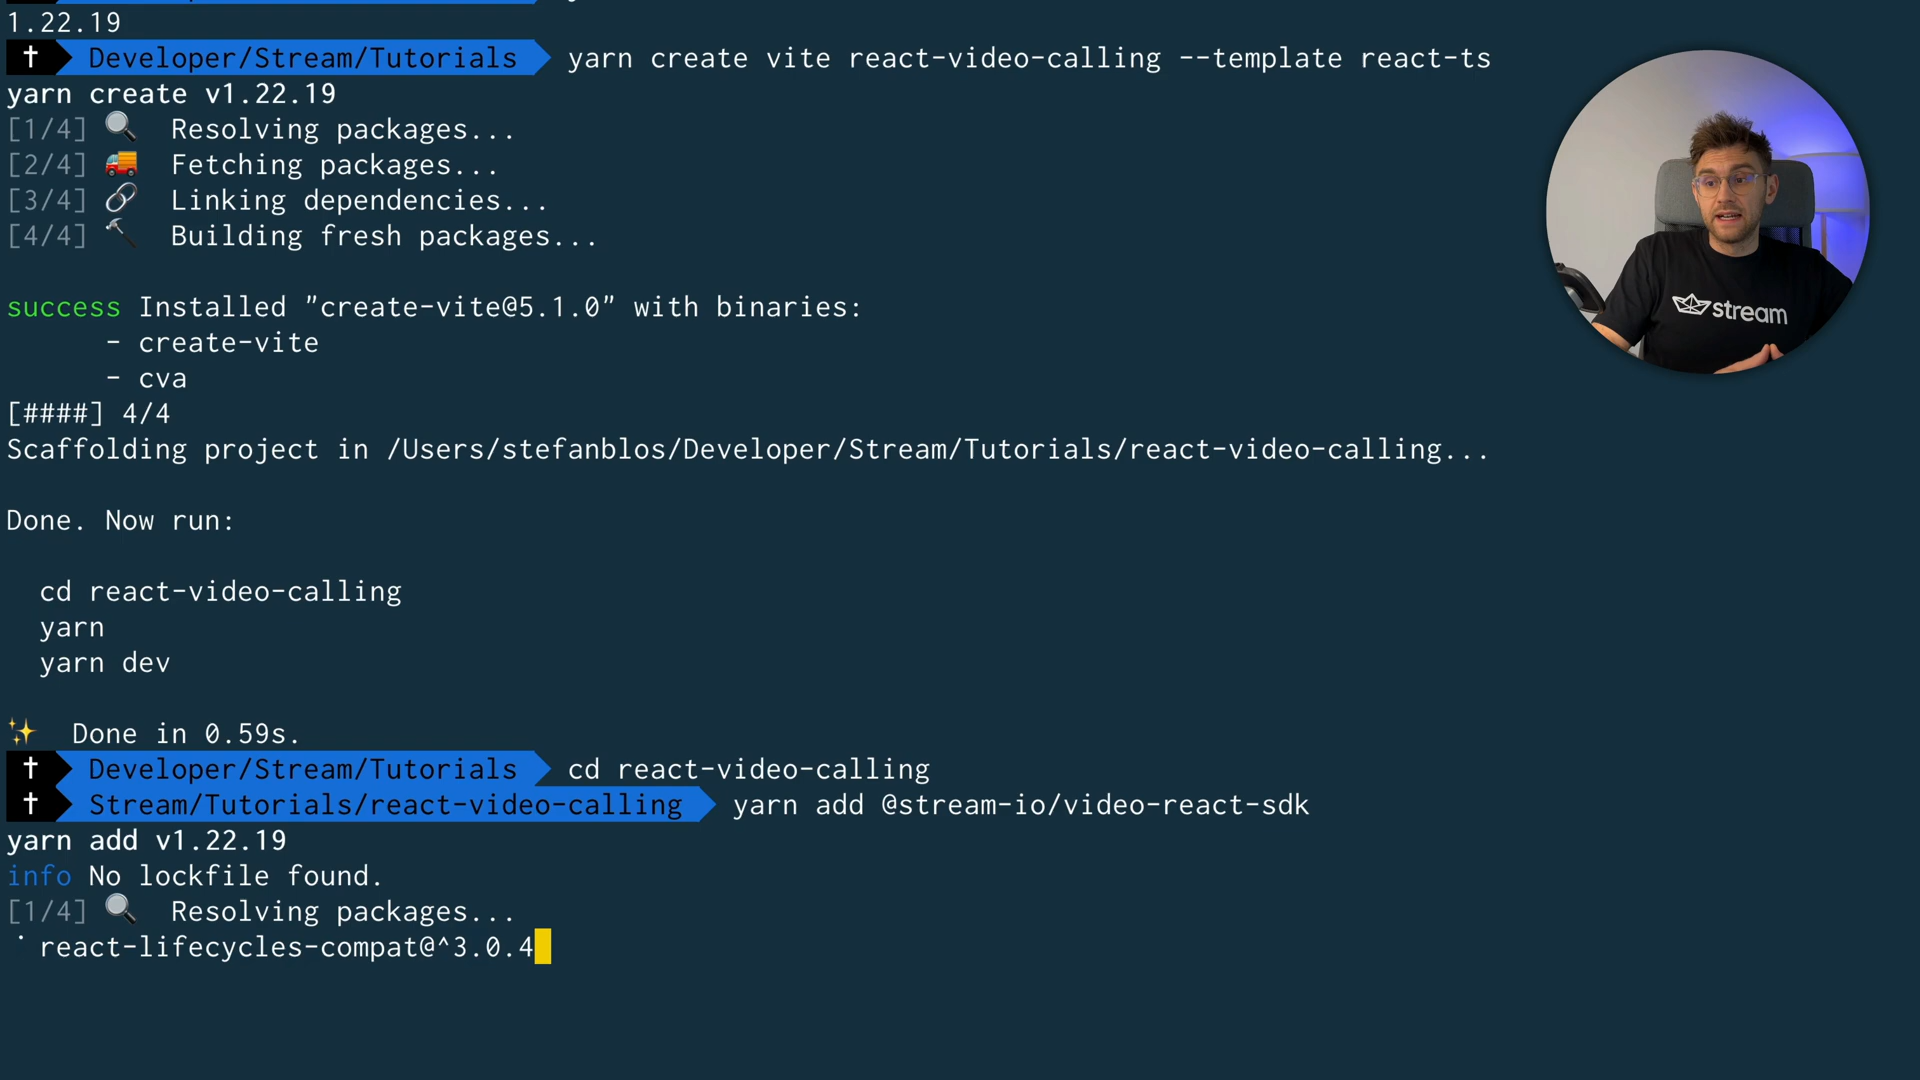 1.22.19
† Developer/Stream/Tutorials yarn create vite react-video-calling --template react-ts
yarn create v1.22.19
[1/4] 🔍 Resolving packages...
[2/4] 🚚 Fetching packages...
[3/4] 🔗 Linking dependencies...
[4/4] 🔨 Building fresh packages...
success Installed "create-vite@5.1.0" with binaries:
- create-vite
- cva
[####] 4/4
Scaffolding project in /Users/stefanblos/Developer/Stream/Tutorials/react-video-calling...
Done. Now run:
cd react-video-calling
yarn
yarn dev
✨ Done in 0.59s.
† Developer/Stream/Tutorials cd react-video-calling
† Stream/Tutorials/react-video-calling yarn add @stream-io/video-react-sdk
yarn add v1.22.19
info No lockfile found.
[1/4] 🔍 Resolving packages...
⠁ react-lifecycles-compat@^3.0.4
stream